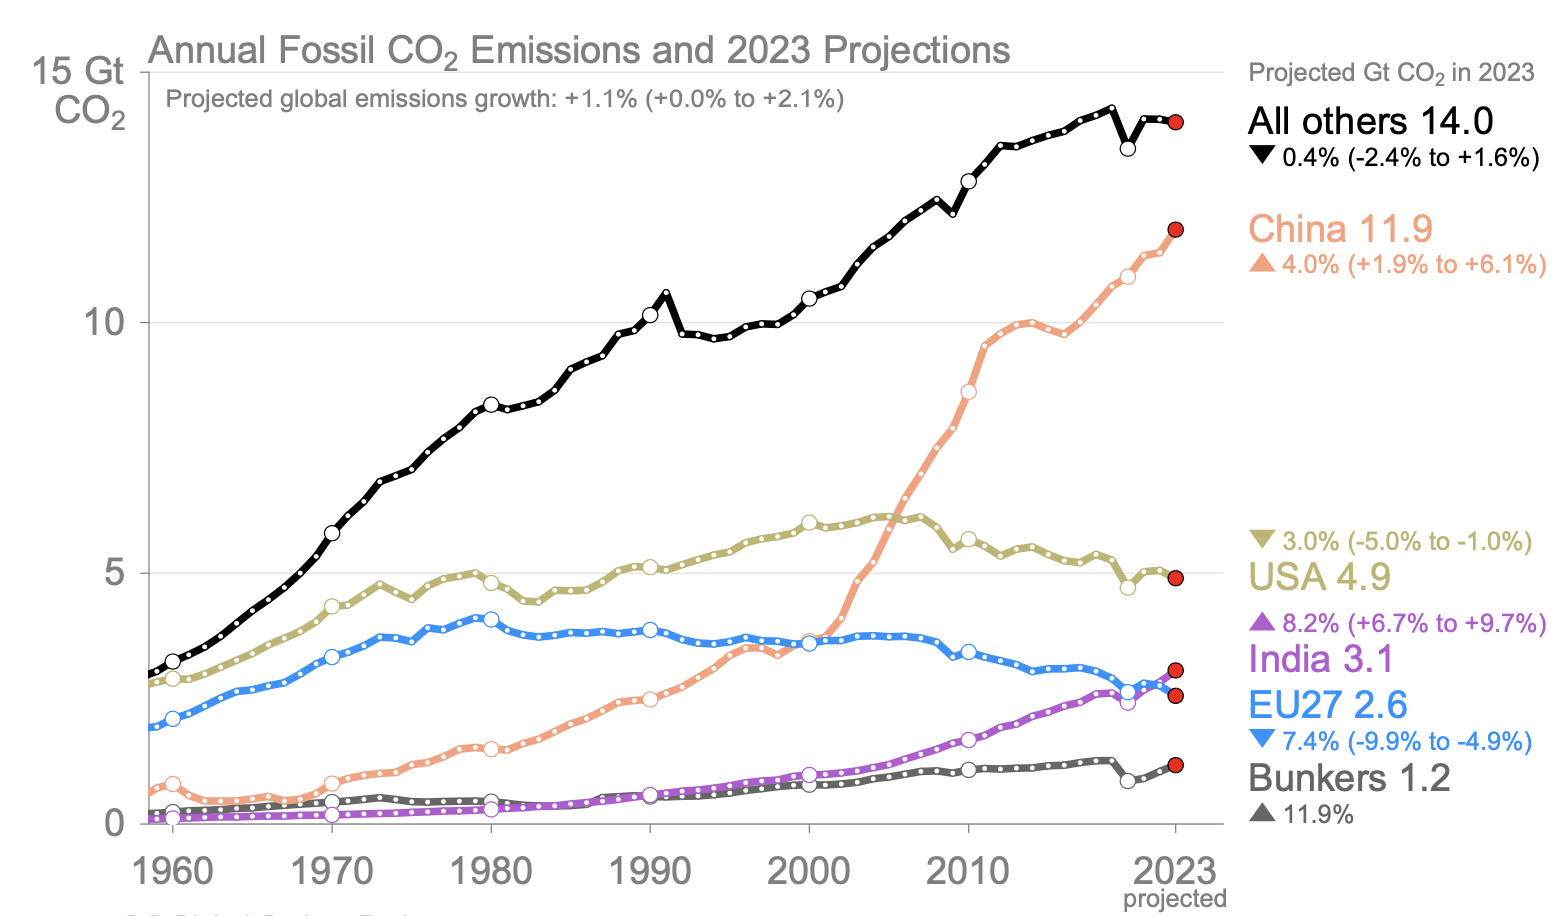 Annual Fossil CO₂ Emissions and 2023 Projections
15 Gt
CO₂
Projected global emissions growth: +1.1% (+0.0% to +2.1%)
10
5
0
1960 1970 1980 1990 2000 2010 2023
projected
Projected Gt CO₂ in 2023
All others 14.0
▼ 0.4% (-2.4% to +1.6%)
China 11.9
▲ 4.0% (+1.9% to +6.1%)
▼ 3.0% (-5.0% to -1.0%)
USA 4.9
▲ 8.2% (+6.7% to +9.7%)
India 3.1
EU27 2.6
▼ 7.4% (-9.9% to -4.9%)
Bunkers 1.2
▲ 11.9%